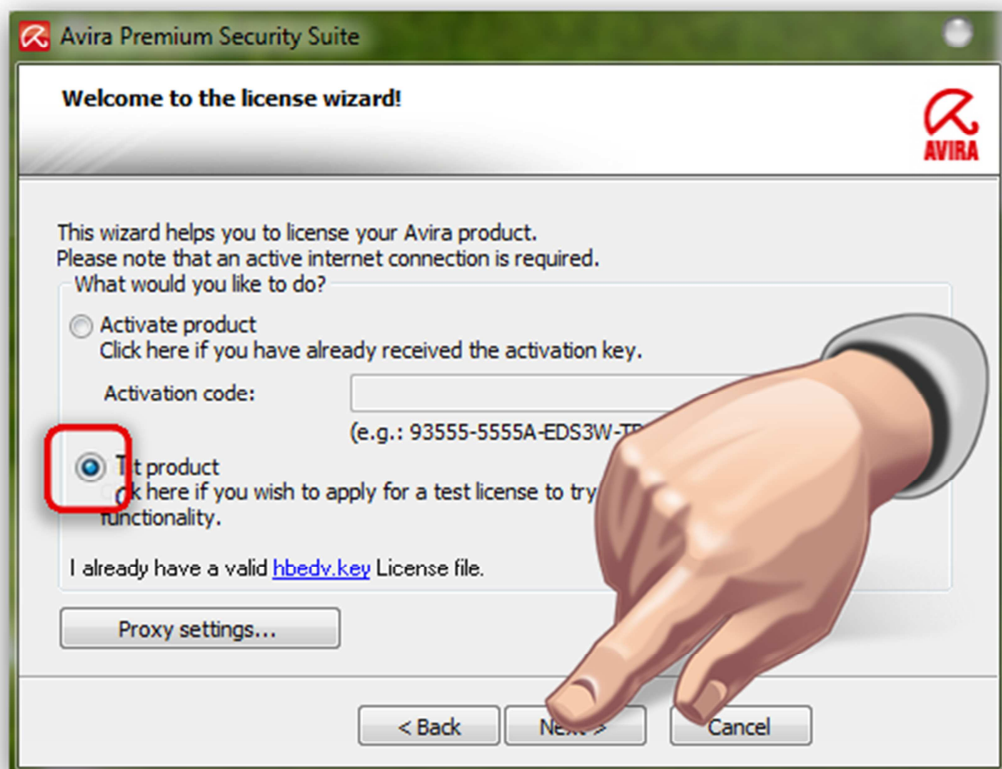 Avira Premium Security Suite
Welcome to the license wizard!
AVIRA
This wizard helps you to license your Avira product.
Please note that an active internet connection is required.
What would you like to do?
Activate product
Click here if you have already received the activation key.
Activation code:
(e.g.: 93555-5555A-EDS3W-
product
here if you wish to apply for a test license to try
functionality.
I already have a valid hbedv.key License file.
Proxy settings...
< Back
Next >
Cancel